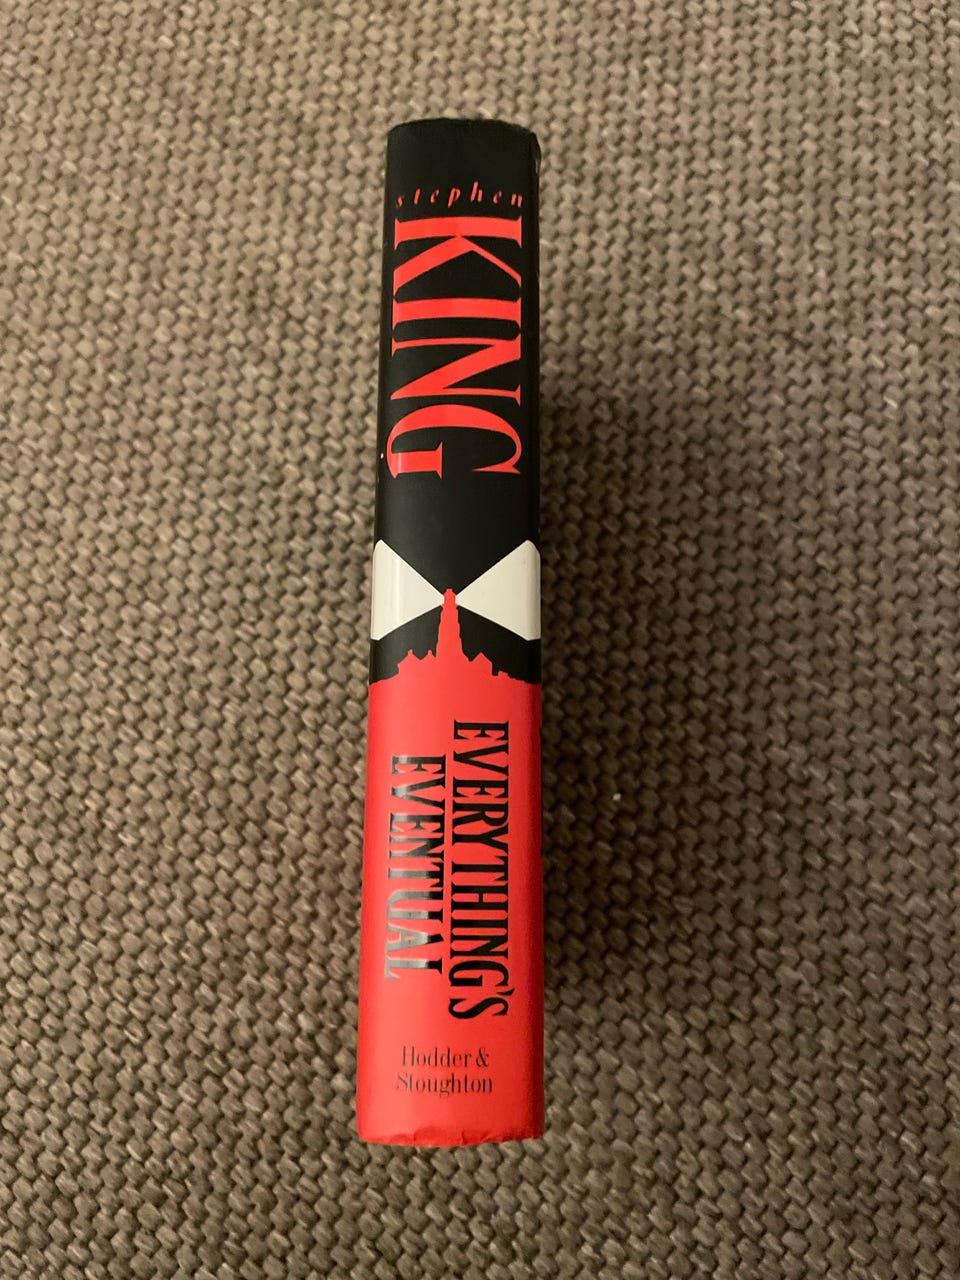 stephen
KING
EVERYTHING'S
EVENTUAL
Hodder &
Stoughton